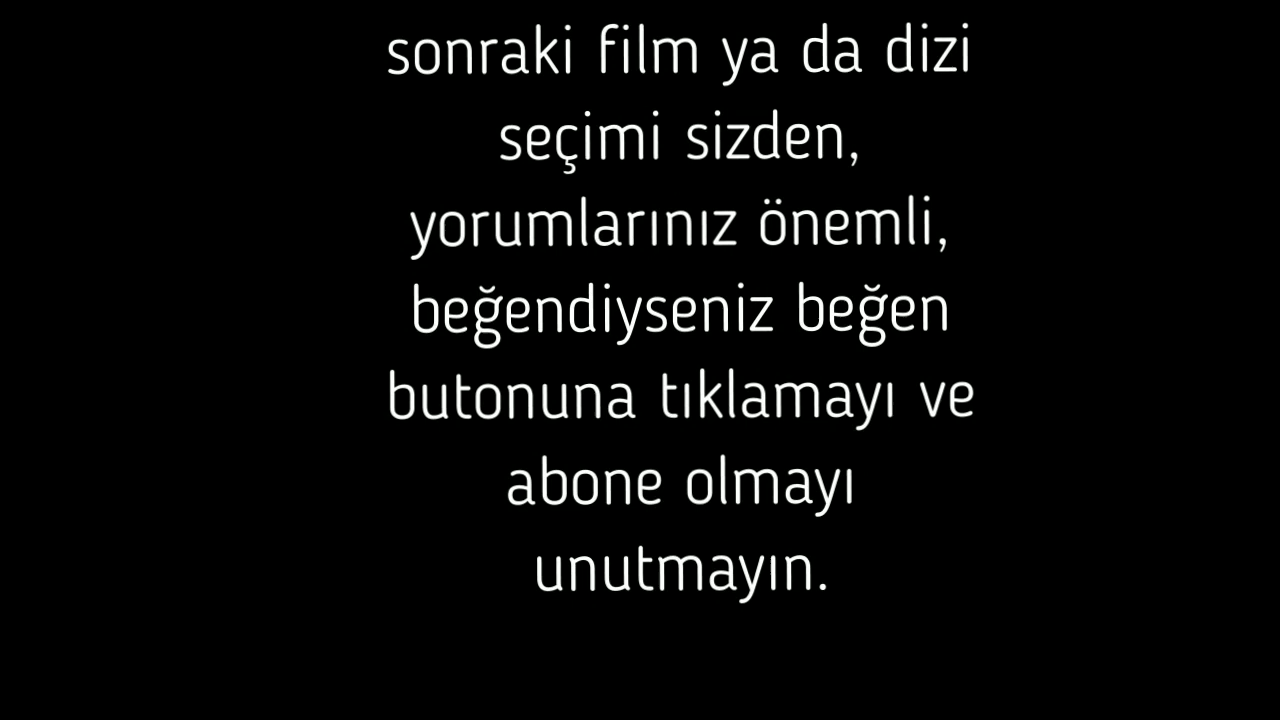 sonraki film ya da dizi
seçimi sizden,
yorumlarınız önemli,
beğendiyseniz beğen
butonuna tıklamayı ve
abone olmayı
unutmayın.